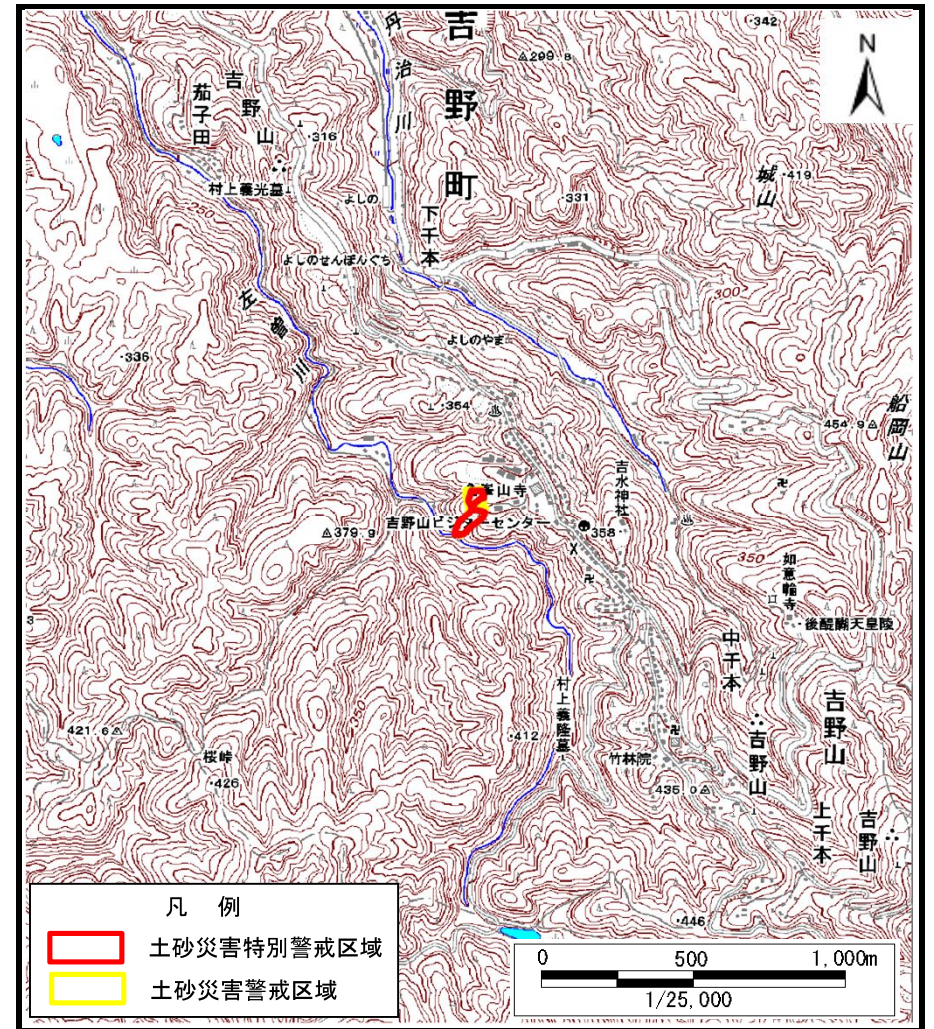 吉野町
342
299.8
N
丹治川
吉野山
茄子田
316
城山
419
村上義光墓
よしの
331
下千本
220
よしのせんぼんぐち
300
左曽川
よしのやま
336
354
船岡山
454.9
吉水神社
峯山寺
吉野山ビジターセンター
379.9
358
350
如意輪寺
後醍醐天皇陵
中千本
村上義隆墓
350
421.6
412
吉野山
吉野山
桜峠
竹林院
426
435.0
上千本
吉野山
446
凡 例
土砂災害特別警戒区域
土砂災害警戒区域
0 500 1,000m
1/25,000